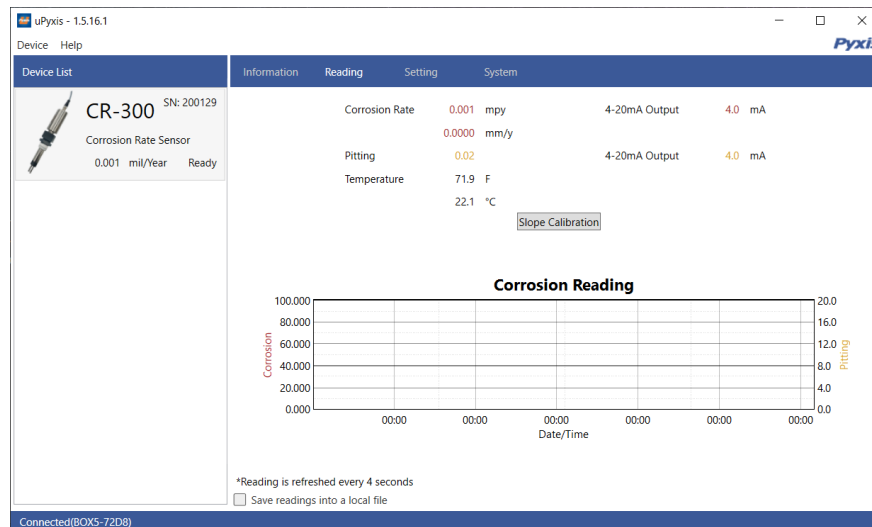 uPyxis - 1.5.16.1
Device Help
Device List
Information Reading Setting System
CR-300 SN: 200129
Corrosion Rate Sensor
0.001 mil/Year Ready
Corrosion Rate 0.001 mpy 4-20mA Output 4.0 mA
0.0000 mm/y
Pitting 0.02 4-20mA Output 4.0 mA
Temperature 71.9 F
22.1 °C
Slope Calibration
Corrosion Reading
100.000 20.0
80.000 16.0
60.000 12.0
40.000 8.0
20.000 4.0
0.000 0.0
Corrosion
Pitting
00:00 00:00 00:00 00:00 00:00 00:00
Date/Time
*Reading is refreshed every 4 seconds
Save readings into a local file
Connected(BOX5-72D8)